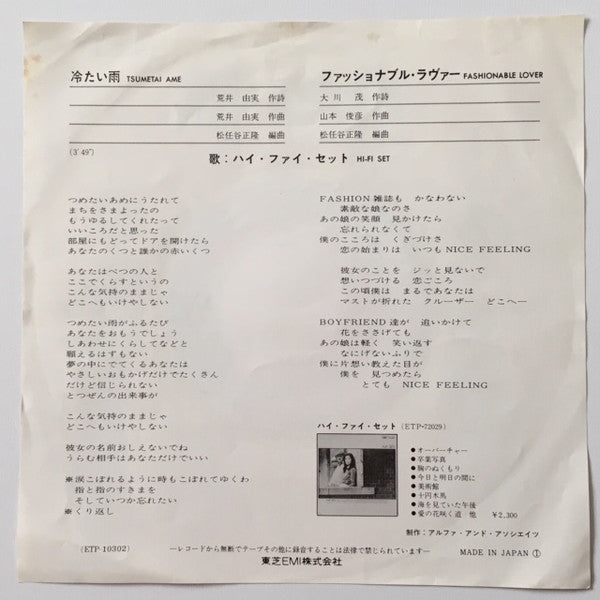 冷たい雨 TSUMETAI AME
荒井 由実 作詩
荒井 由実 作曲
松任谷正隆 編曲
(3′49″)
ファッショナブル・ラヴァー FASHIONABLE LOVER
大川 茂 作詩
山本 俊彦 作曲
松任谷正隆 編曲
歌：ハイ・ファイ・セット HI-FI SET
つめたいあめにうたれて
まちをさまよったの
もうゆるしてくれたって
いいころだと思った
部屋にもどってドアを開けたら
あなたのくつと誰かの赤いくつ
あなたはべつの人と
ここでくらすというの
こんな気持のままじゃ
どこへもいけやしない
つめたい雨がふるたび
あなたをおもうでしょう
しあわせにくらしてなどと
願えるはずもない
夢の中にでてくるあなたは
やさしいおもかげだけでたくさん
だけど信じられない
とつぜんの出来事が
こんな気持のままじゃ
どこへもいけやしない
彼女の名前おしえないでね
うらむ相手はあなただけでいい
※涙こぼれるように時もこぼれてゆくわ
指と指のすきまを
そしていつか忘れたい
※くり返し
FASHION雑誌も かなわない
素敵な娘なのさ
あの娘の笑顔 見かけたら
忘れられなくて
僕のこころは くぎづけさ
恋の始まりは いつもNICE FEELING
彼女のことを ジッと見ないで
想いつづける 恋ごころ
この頃僕は まるであなたは
マストが折れた クルーザー どこへー
BOYFRIEND達が 追いかけて
花をささげても
あの娘は軽く 笑い返す
なにげないふりで
僕に片想い教えた目が
僕を 見つめたら
とても NICE FEELING
ハイ・ファイ・セット (ETP-72029)
●オーバーチャー
●卒業写真
●胸のぬくもり
●今日と明日の間に
●美術館
●十円木馬
●海を見ていた午後
●愛の花咲く道 他 ￥2,300
制作：アルファ・アンド・アソシエイツ
(ETP-10302)
―レコードから無断でテープその他に録音することは法律で禁じられています―
MADE IN JAPAN ①
東芝EMI株式会社